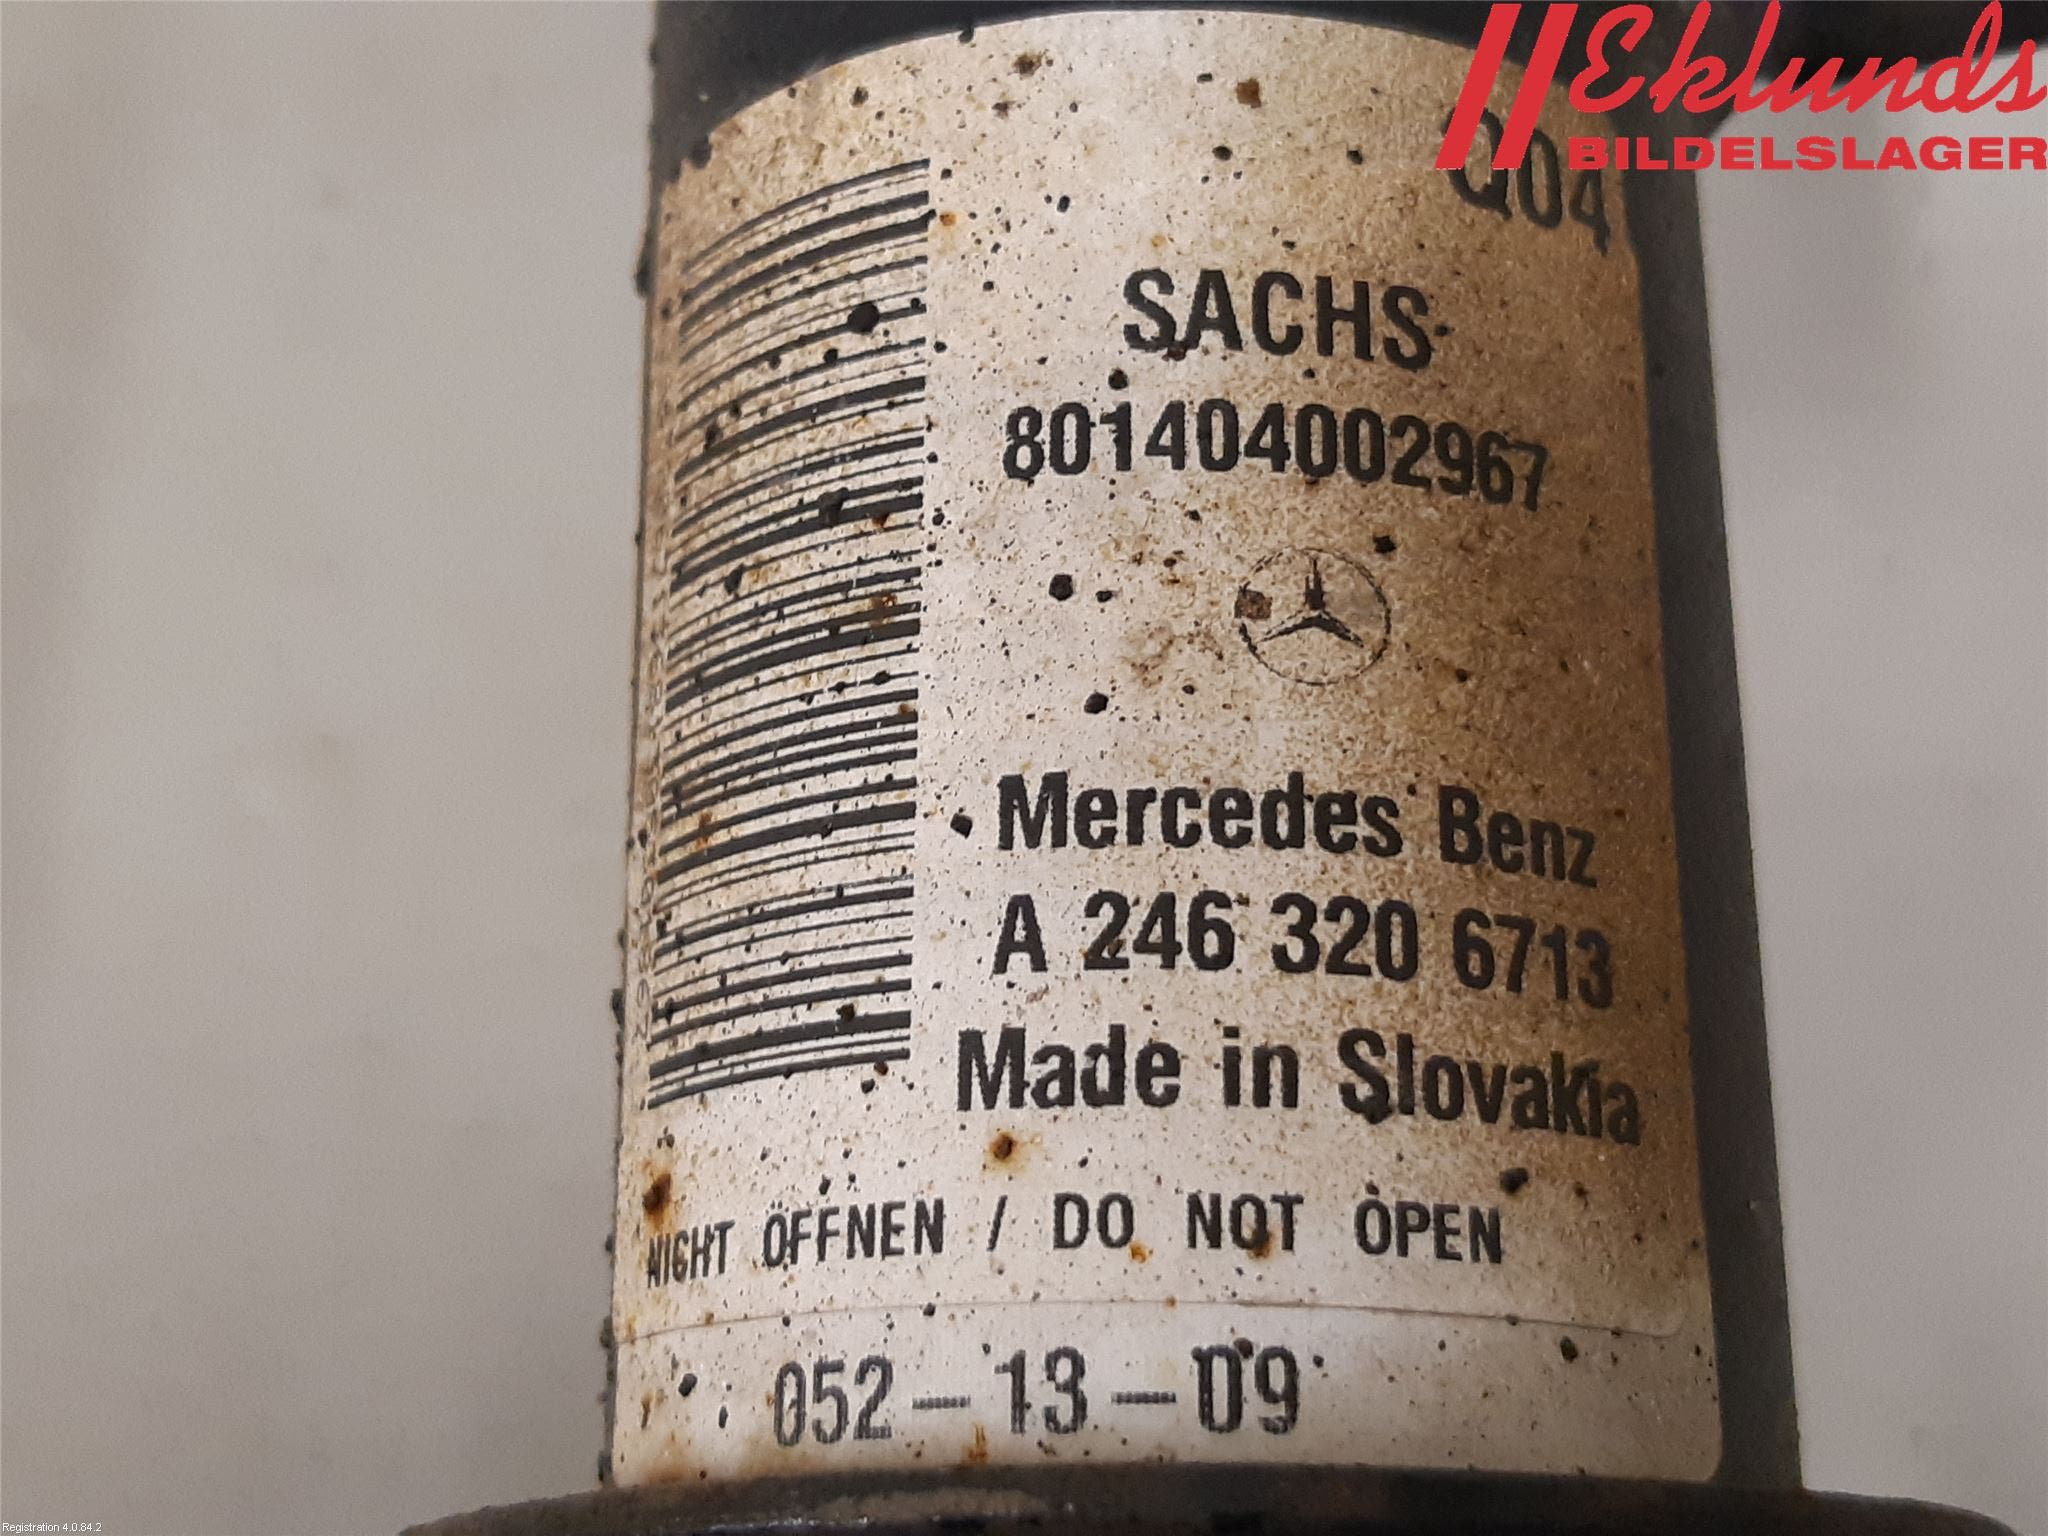 Eklunds
BILDELSLAGER
Q04
SACHS
801404002967
Mercedes Benz
A 246 320 6713
Made in Slovakia
NICHT ÖFFNEN / DO NOT OPEN
052-13-D9
Registration 4.0.84.2